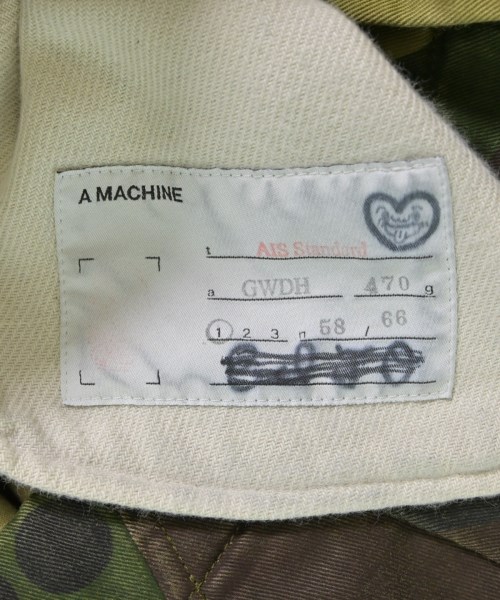 A MACHINE
t AIS Standard
a GWDH 470 g
1 2 3 n 58 / 66